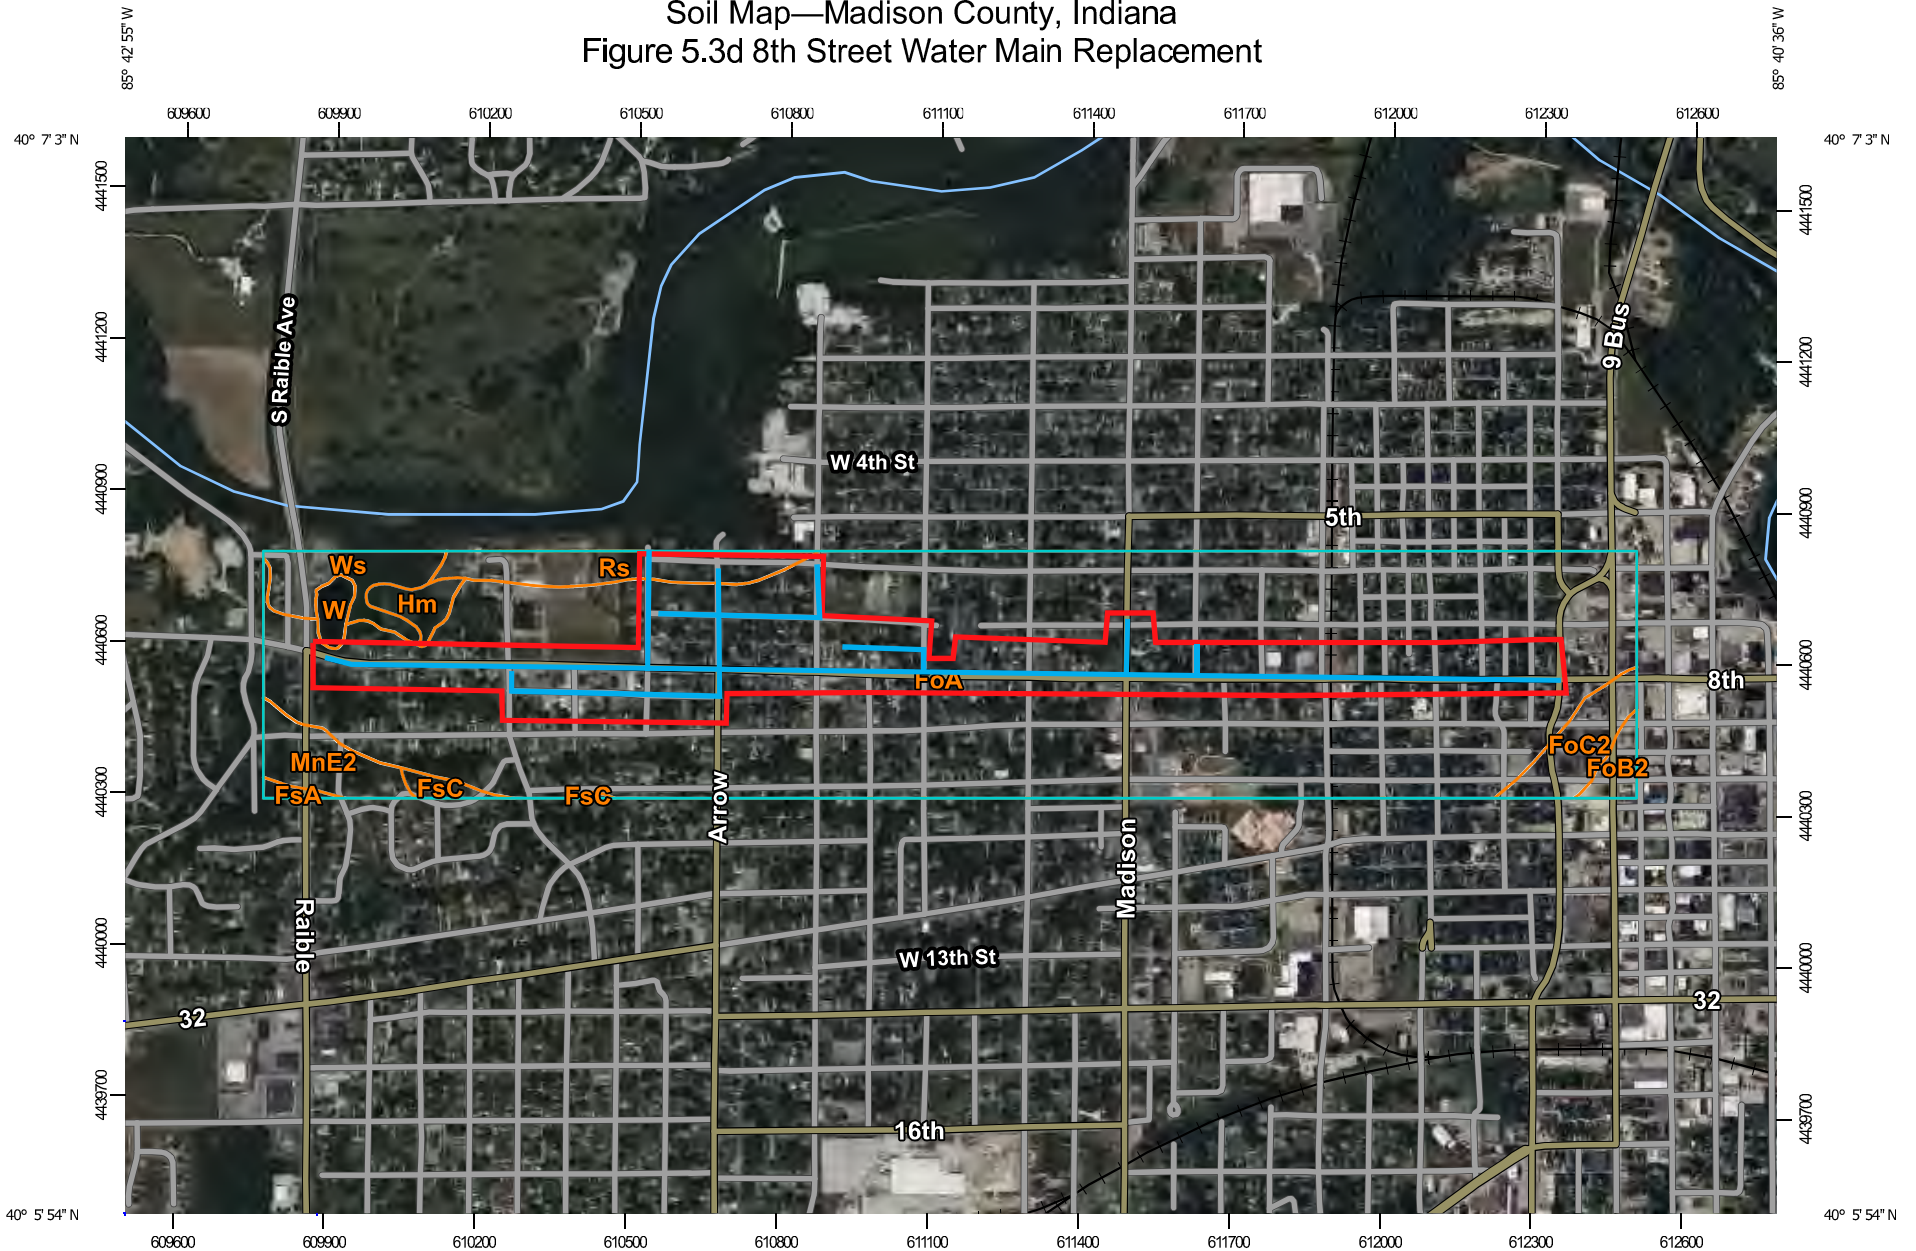 Soil Map—Madison County, Indiana
Figure 5.3d 8th Street Water Main Replacement
85° 42' 55" W
85° 40' 36" W
609600 609900 610200 610500 610800 611100 611400 611700 612000 612300 612600
40° 7' 3" N
40° 7' 3" N
4441500
4441500
4441200
4441200
4440900
4440900
4440600
4440600
4440300
4440300
4440000
4440000
4439700
4439700
S Raible Ave
9 Bus
W 4th St
5th
Ws
Rs
W
Hm
FoA
8th
MnE2
FoC2
FsA
FsC
FsC
FoB2
Arrow
Madison
Raible
W 13th St
32
32
16th
40° 5' 54" N
40° 5' 54" N
609600 609900 610200 610500 610800 611100 611400 611700 612000 612300 612600